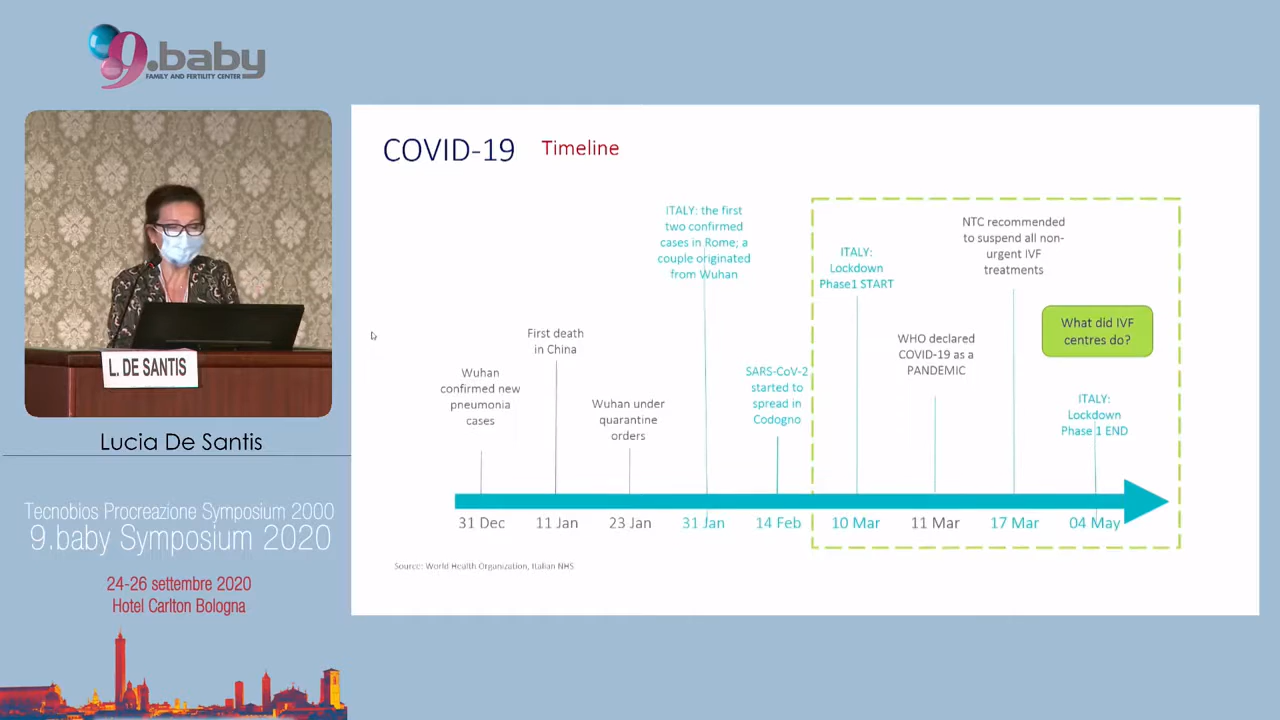 9.baby
FAMILY AND FERTILITY CENTER
L. DE SANTIS
Lucia De Santis
Tecnobios Procreazione Symposium 2000
9.baby Symposium 2020
24-26 settembre 2020
Hotel Carlton Bologna
COVID-19 Timeline
Wuhan
confirmed new
pneumonia
cases
First death
in China
Wuhan under
quarantine
orders
ITALY: the first
two confirmed
cases in Rome; a
couple originated
from Wuhan
SARS-CoV-2
started to
spread in
Codogno
ITALY:
Lockdown
Phase1 START
WHO declared
COVID-19 as a
PANDEMIC
NTC recommended
to suspend all non-
urgent IVF
treatments
What did IVF
centres do?
ITALY:
Lockdown
Phase 1 END
31 Dec 11 Jan 23 Jan 31 Jan 14 Feb 10 Mar 11 Mar 17 Mar 04 May
Source: World Health Organization, Italian NHS